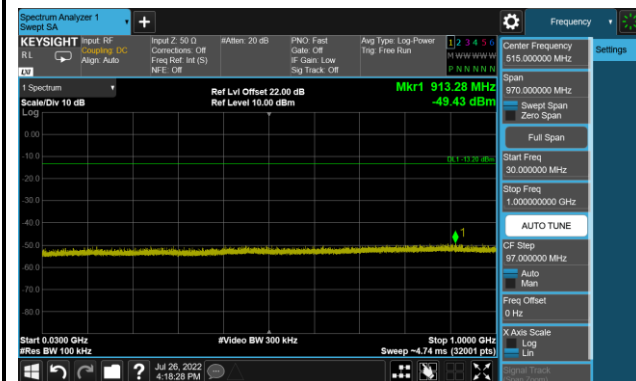 Spectrum Analyzer 1
Swept SA
+
Frequency
KEYSIGHT
RL
LXI
Input: RF
Coupling: DC
Align: Auto
Input Z: 50 Ω
Corrections: Off
Freq Ref: Int (S)
NFE: Off
#Atten: 20 dB
PNO: Fast
Gate: Off
IF Gain: Low
Sig Track: Off
Avg Type: Log-Power
Trig: Free Run
1 2 3 4 5 6
M W W W W W
P N N N N N
1 Spectrum
Scale/Div 10 dB
Log
Ref Lvl Offset 22.00 dB
Ref Level 10.00 dBm
Mkr1 913.28 MHz
-49.43 dBm
0.00
-10.0
DL1 -13.20 dBm
-20.0
-30.0
-40.0
1
-50.0
-60.0
-70.0
-80.0
Start 0.0300 GHz
#Res BW 100 kHz
#Video BW 300 kHz
Stop 1.0000 GHz
Sweep ~4.74 ms (32001 pts)
?
Jul 26, 2022
4:18:28 PM
Center Frequency
515.000000 MHz
Settings
Span
970.000000 MHz
Swept Span
Zero Span
Full Span
Start Freq
30.000000 MHz
Stop Freq
1.000000000 GHz
AUTO TUNE
CF Step
97.000000 MHz
Auto
Man
Freq Offset
0 Hz
X Axis Scale
Log
Lin
Signal Track
(Span Zoom)